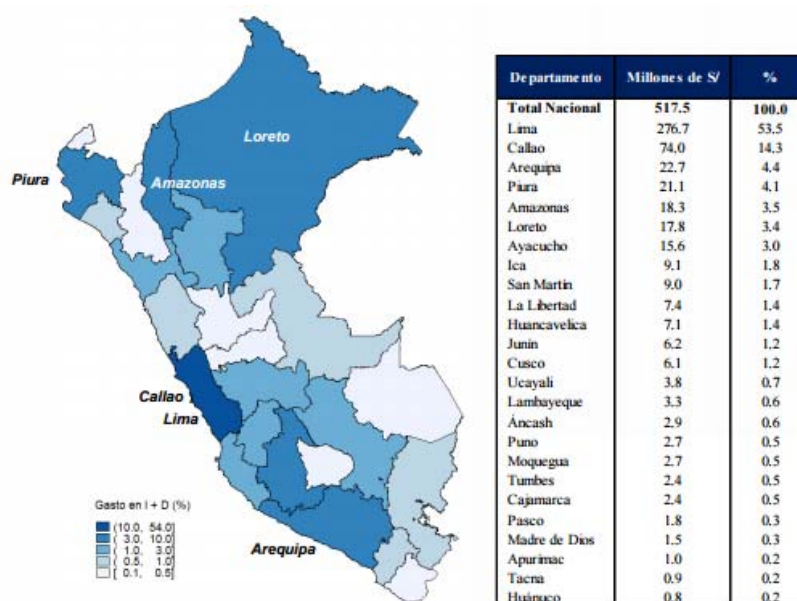 Loreto
Piura
Amazonas
Callao
Lima
Arequipa
Gasto en I + D (%)
(10.0, 54.0]
( 3.0, 10.0]
( 1.0, 3.0]
( 0.5, 1.0]
[ 0.1, 0.5]
Departamento Millones de S/ %
Total Nacional 517.5 100.0
Lima 276.7 53.5
Callao 74.0 14.3
Arequipa 22.7 4.4
Piura 21.1 4.1
Amazonas 18.3 3.5
Loreto 17.8 3.4
Ayacucho 15.6 3.0
Ica 9.1 1.8
San Martín 9.0 1.7
La Libertad 7.4 1.4
Huancavelica 7.1 1.4
Junín 6.2 1.2
Cusco 6.1 1.2
Ucayali 3.8 0.7
Lambayeque 3.3 0.6
Áncash 2.9 0.6
Puno 2.7 0.5
Moquegua 2.7 0.5
Tumbes 2.4 0.5
Cajamarca 2.4 0.5
Pasco 1.8 0.3
Madre de Dios 1.5 0.3
Apurímac 1.0 0.2
Tacna 0.9 0.2
Huánuco 0.8 0.2